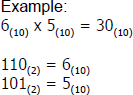 Example:
6(10) x 5(10) = 30(10)
110(2) = 6(10)
101(2) = 5(10)